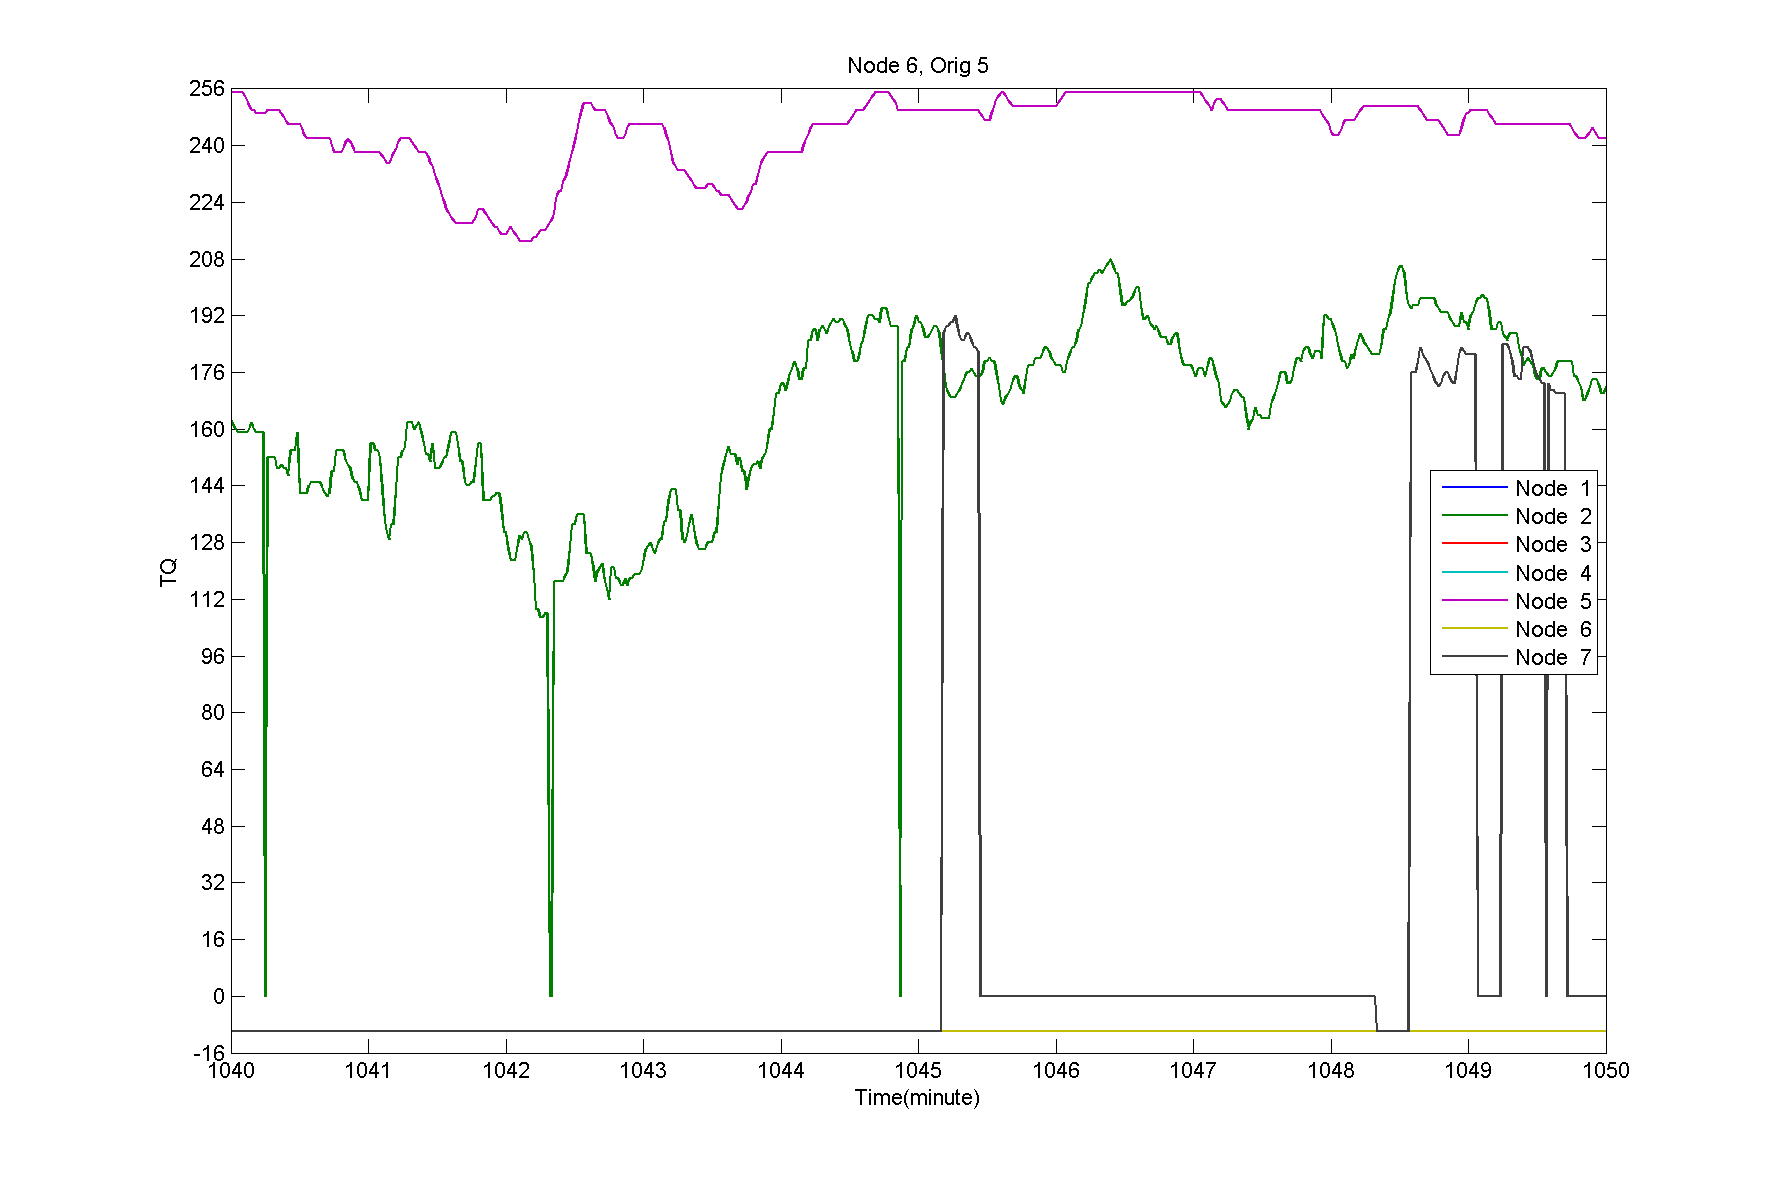 Node 6, Orig 5
256
240
224
208
192
176
160
144
128
112
96
80
64
48
32
16
0
-16
TQ
Node 1
Node 2
Node 3
Node 4
Node 5
Node 6
Node 7
1040 1041 1042 1043 1044 1045 1046 1047 1048 1049 1050
Time(minute)